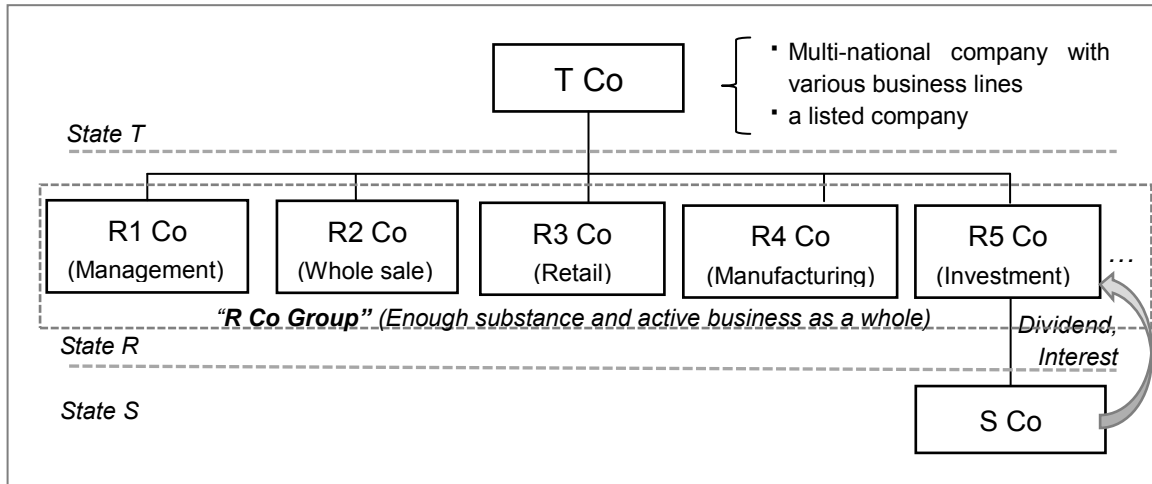 T Co
▪ Multi-national company with
various business lines
▪ a listed company
State T
R1 Co
(Management)
R2 Co
(Whole sale)
R3 Co
(Retail)
R4 Co
(Manufacturing)
R5 Co
(Investment)
...
"R Co Group" (Enough substance and active business as a whole)
Dividend,
Interest
State R
State S
S Co